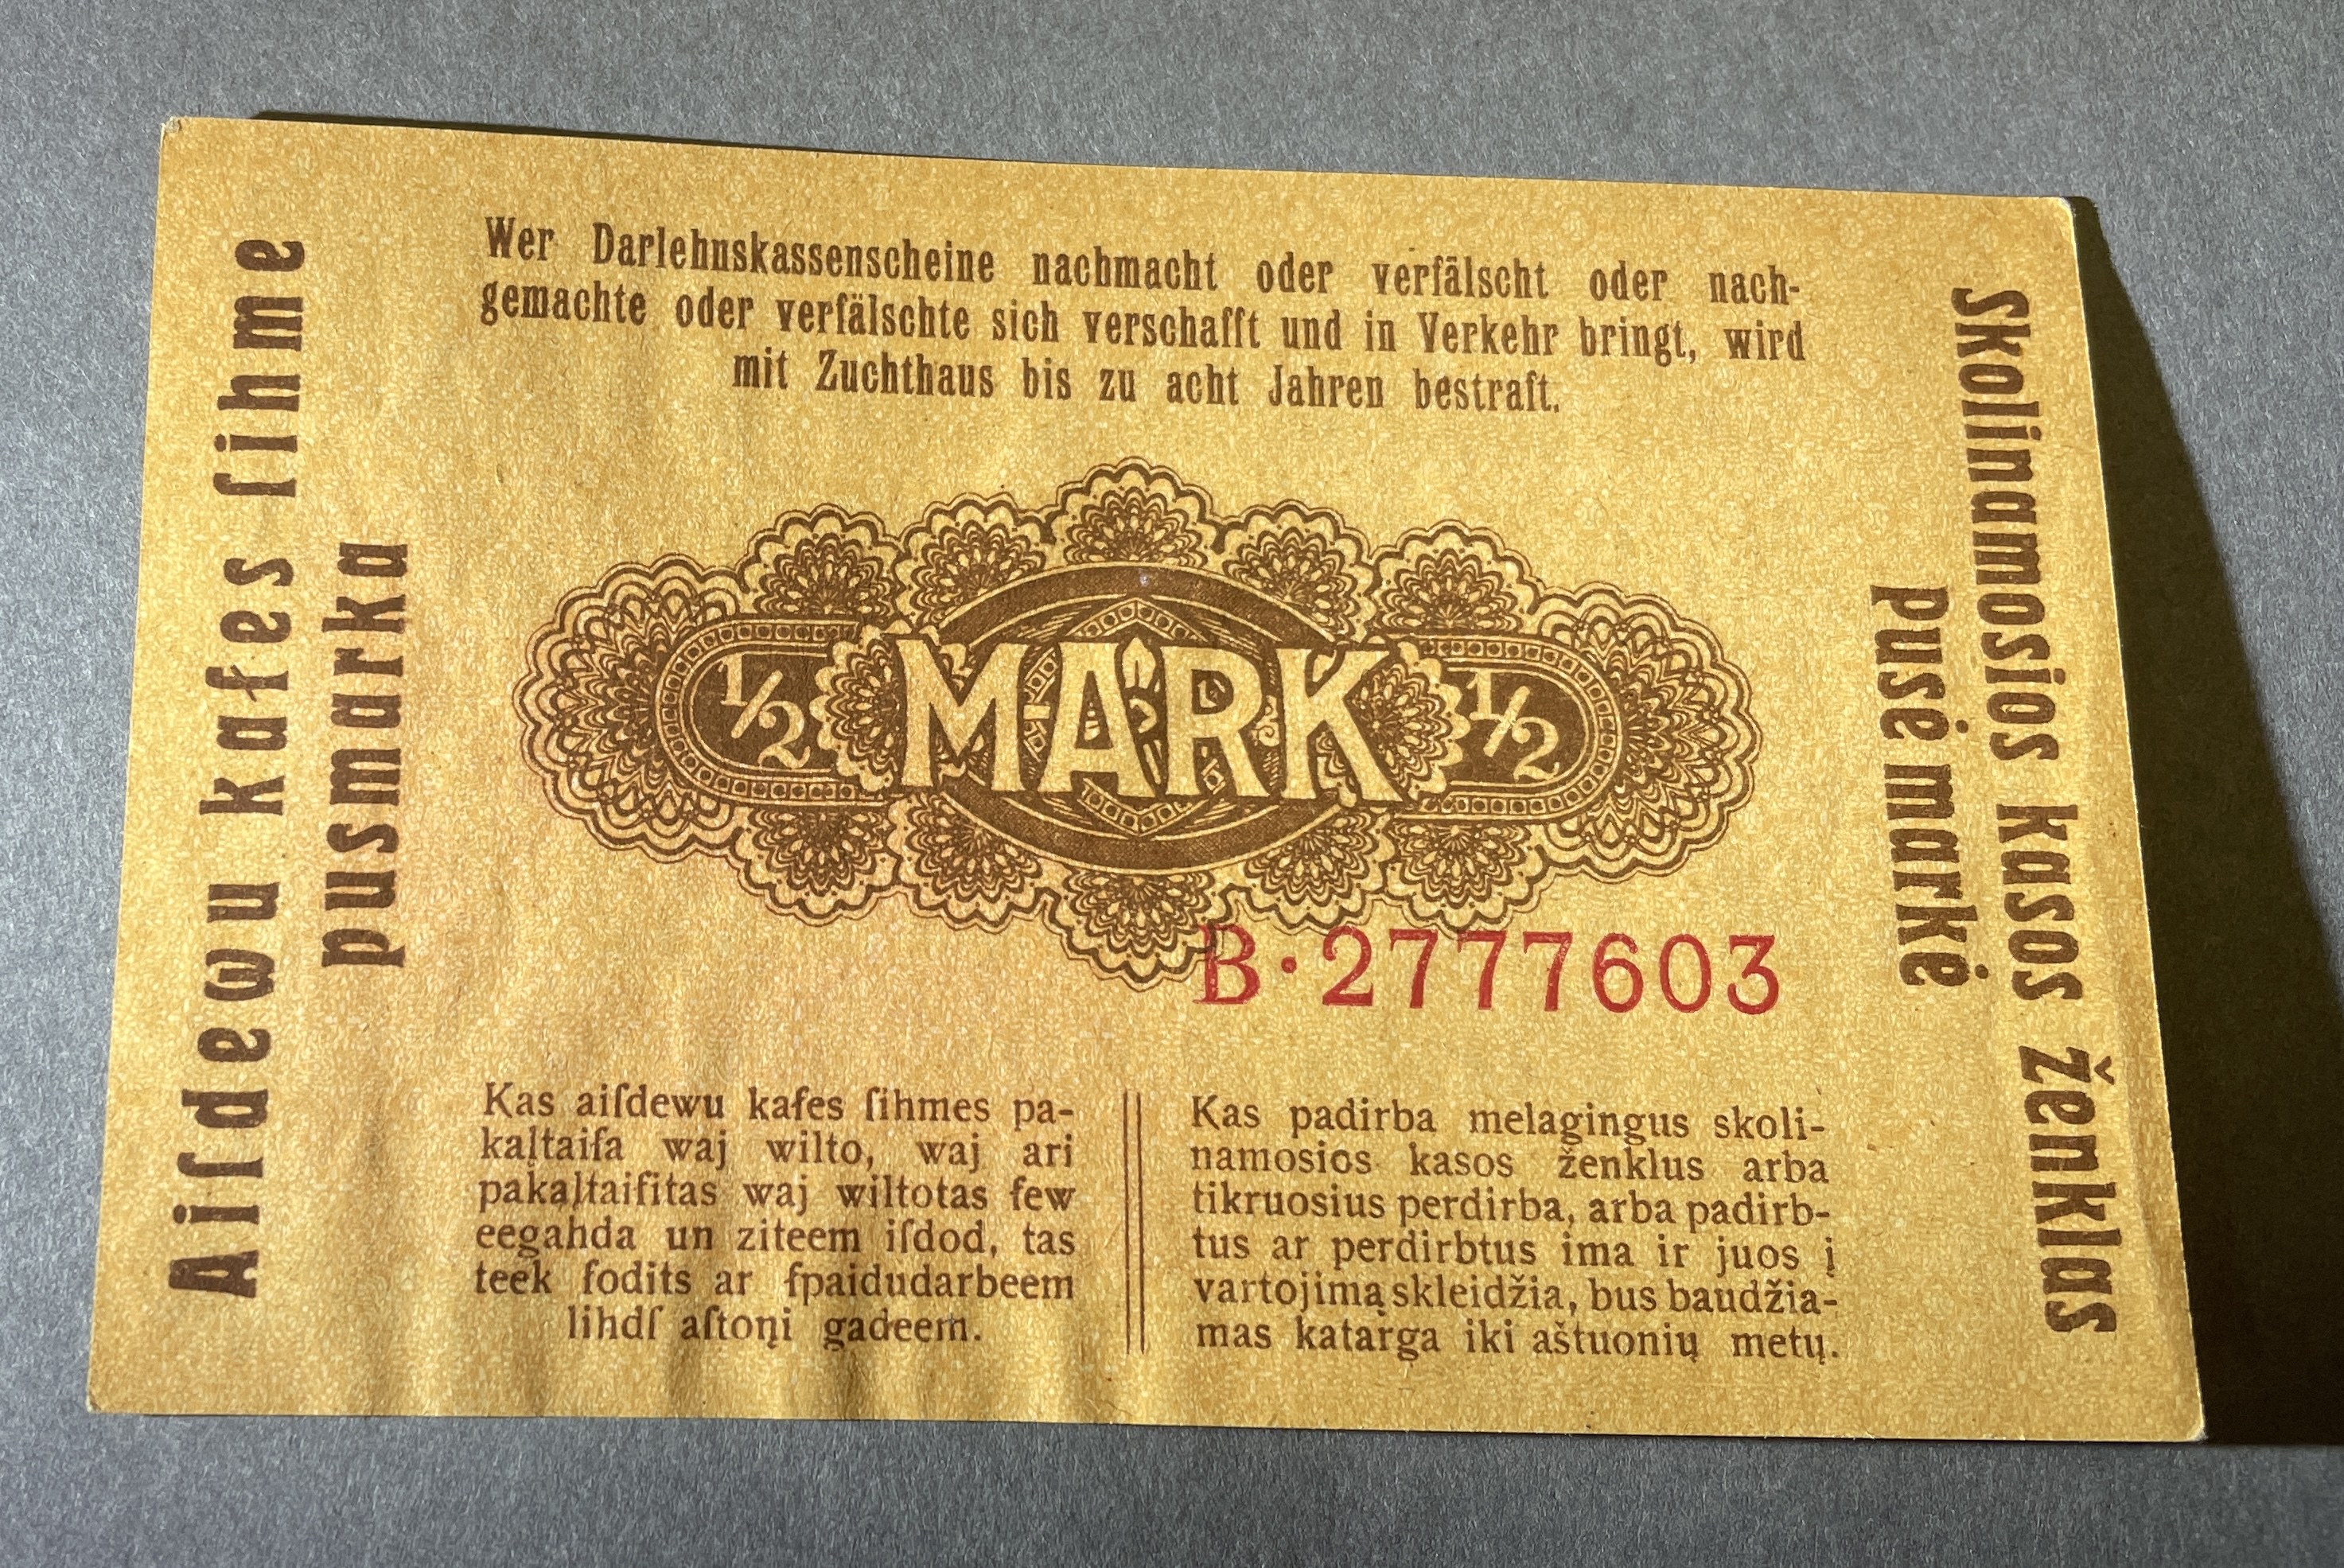 Wer Darlehnskassenscheine nachmacht oder verfälscht oder nach-
gemachte oder verfälschte sich verschafft und in Verkehr bringt, wird
mit Zuchthaus bis zu acht Jahren bestraft.
Aiſdewu kaſes ſihme
pusmarka
½ MARK ½
Skolinamosios kasos ženklas
pusė markė
B·2777603
Kas aiſdewu kaſes ſihmes pa-
kaļtaiſa waj wilto, waj ari
pakaļtaiſitas waj wiltotas ſew
eegahda un ziteem iſdod, tas
teek ſodits ar ſpaidudarbeem
lihdſ aſtoņi gadeem.
Kas padirba melagingus skoli-
namosios kasos ženklus arba
tikruosius perdirba, arba padirb-
tus ar perdirbtus ima ir juos į
vartojimą skleidžia, bus baudžia-
mas katarga iki aštuonių metų.